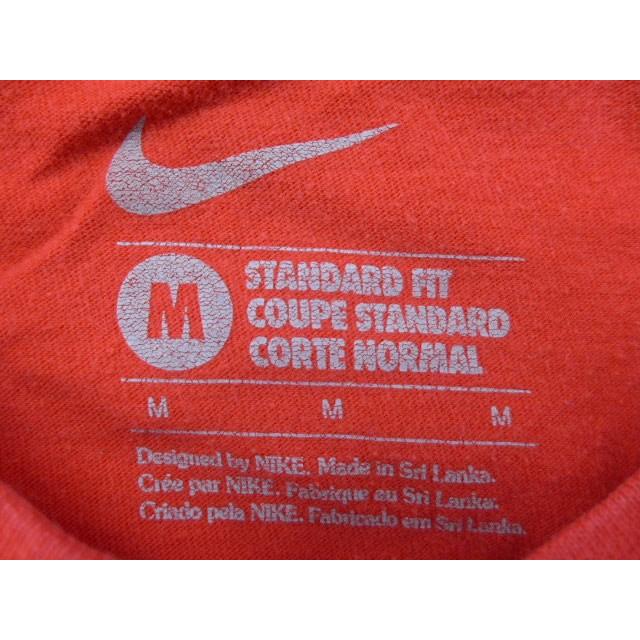 M
STANDARD FIT
COUPE STANDARD
CORTE NORMAL
M M M
Designed by NIKE. Made in Sri Lanka.
Crée par NIKE. Fabrique au Sri Lanka.
Criado pela NIKE. Fabricado em Sri Lanka.